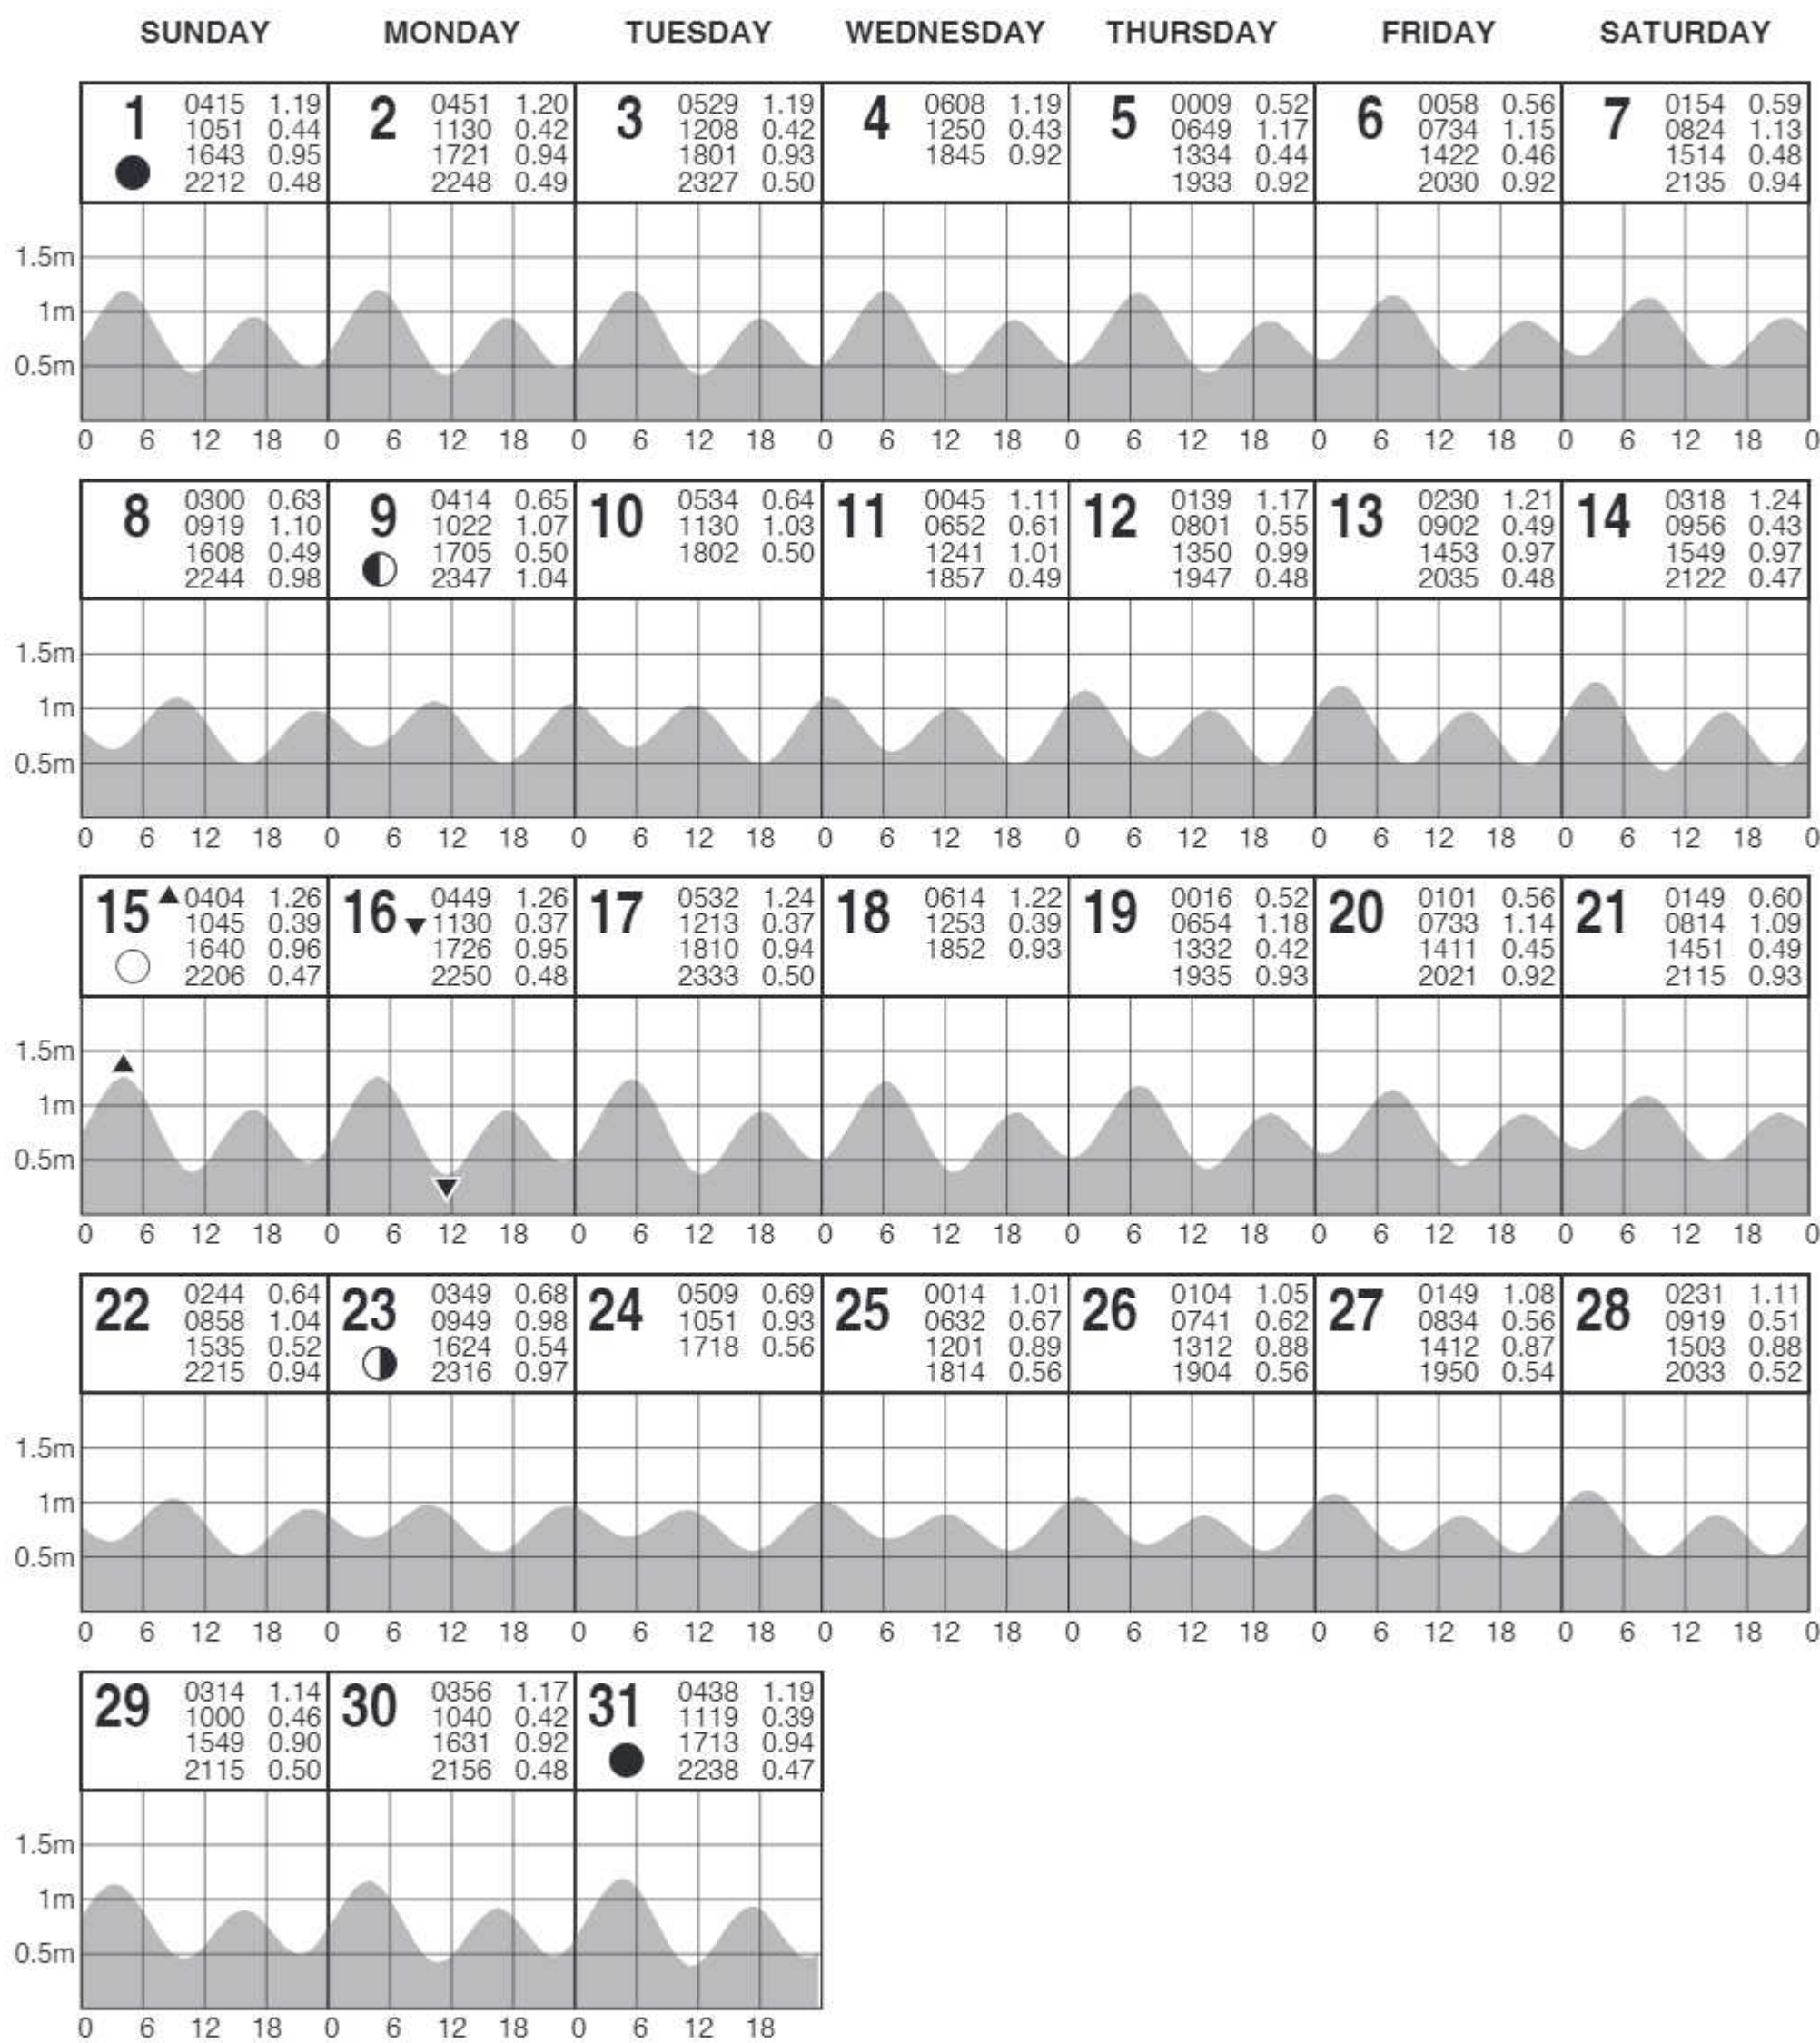 SUNDAY MONDAY TUESDAY WEDNESDAY THURSDAY FRIDAY SATURDAY
1 0415 1.19 2 0451 1.20 3 0529 1.19 4 0608 1.19 5 0009 0.52 6 0058 0.56 7 0154 0.59
1051 0.44 1130 0.42 1208 0.42 1250 0.43 0649 1.17 0734 1.15 0824 1.13
1643 0.95 1721 0.94 1801 0.93 1845 0.92 1334 0.44 1422 0.46 1514 0.48
2212 0.48 2248 0.49 2327 0.50 1933 0.92 2030 0.92 2135 0.94
1.5m
1m
0.5m
0 6 12 18 0 6 12 18 0 6 12 18 0 6 12 18 0 6 12 18 0 6 12 18 0 6 12 18 0
8 0300 0.63 9 0414 0.65 10 0534 0.64 11 0045 1.11 12 0139 1.17 13 0230 1.21 14 0318 1.24
0919 1.10 1022 1.07 1130 1.03 0652 0.61 0801 0.55 0902 0.49 0956 0.43
1608 0.49 1705 0.50 1802 0.50 1241 1.01 1350 0.99 1453 0.97 1549 0.97
2244 0.98 2347 1.04 1857 0.49 1947 0.48 2035 0.48 2122 0.47
1.5m
1m
0.5m
0 6 12 18 0 6 12 18 0 6 12 18 0 6 12 18 0 6 12 18 0 6 12 18 0 6 12 18 0
15 0404 1.26 16 0449 1.26 17 0532 1.24 18 0614 1.22 19 0016 0.52 20 0101 0.56 21 0149 0.60
1045 0.39 1130 0.37 1213 0.37 1253 0.39 0654 1.18 0733 1.14 0814 1.09
1640 0.96 1726 0.95 1810 0.94 1852 0.93 1332 0.42 1411 0.45 1451 0.49
2206 0.47 2250 0.48 2333 0.50 1935 0.93 2021 0.92 2115 0.93
1.5m
1m
0.5m
0 6 12 18 0 6 12 18 0 6 12 18 0 6 12 18 0 6 12 18 0 6 12 18 0 6 12 18 0
22 0244 0.64 23 0349 0.68 24 0509 0.69 25 0014 1.01 26 0104 1.05 27 0149 1.08 28 0231 1.11
0858 1.04 0949 0.98 1051 0.93 0632 0.67 0741 0.62 0834 0.56 0919 0.51
1535 0.52 1624 0.54 1718 0.56 1201 0.89 1312 0.88 1412 0.87 1503 0.88
2215 0.94 2316 0.97 1814 0.56 1904 0.56 1950 0.54 2033 0.52
1.5m
1m
0.5m
0 6 12 18 0 6 12 18 0 6 12 18 0 6 12 18 0 6 12 18 0 6 12 18 0 6 12 18 0
29 0314 1.14 30 0356 1.17 31 0438 1.19
1000 0.46 1040 0.42 1119 0.39
1549 0.90 1631 0.92 1713 0.94
2115 0.50 2156 0.48 2238 0.47
1.5m
1m
0.5m
0 6 12 18 0 6 12 18 0 6 12 18